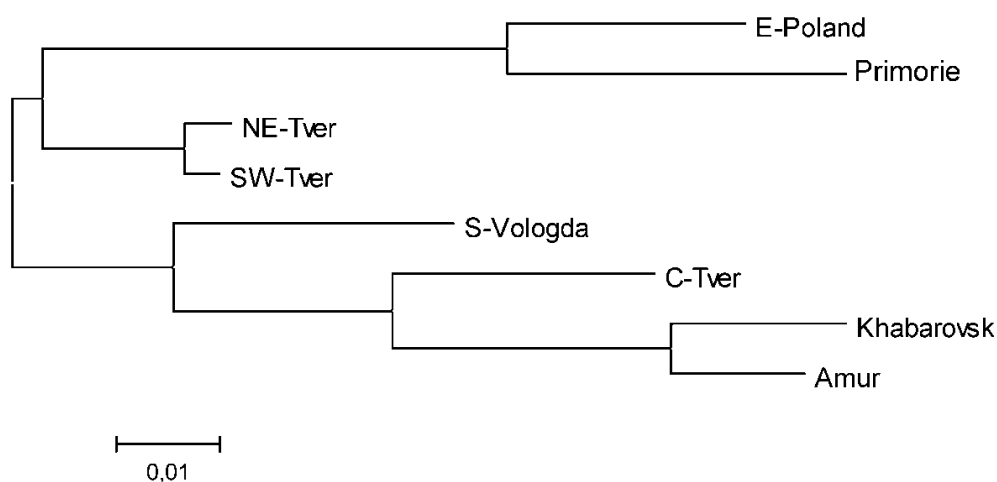 E-Poland
Primorie
NE-Tver
SW-Tver
S-Vologda
C-Tver
Khabarovsk
Amur
0,01